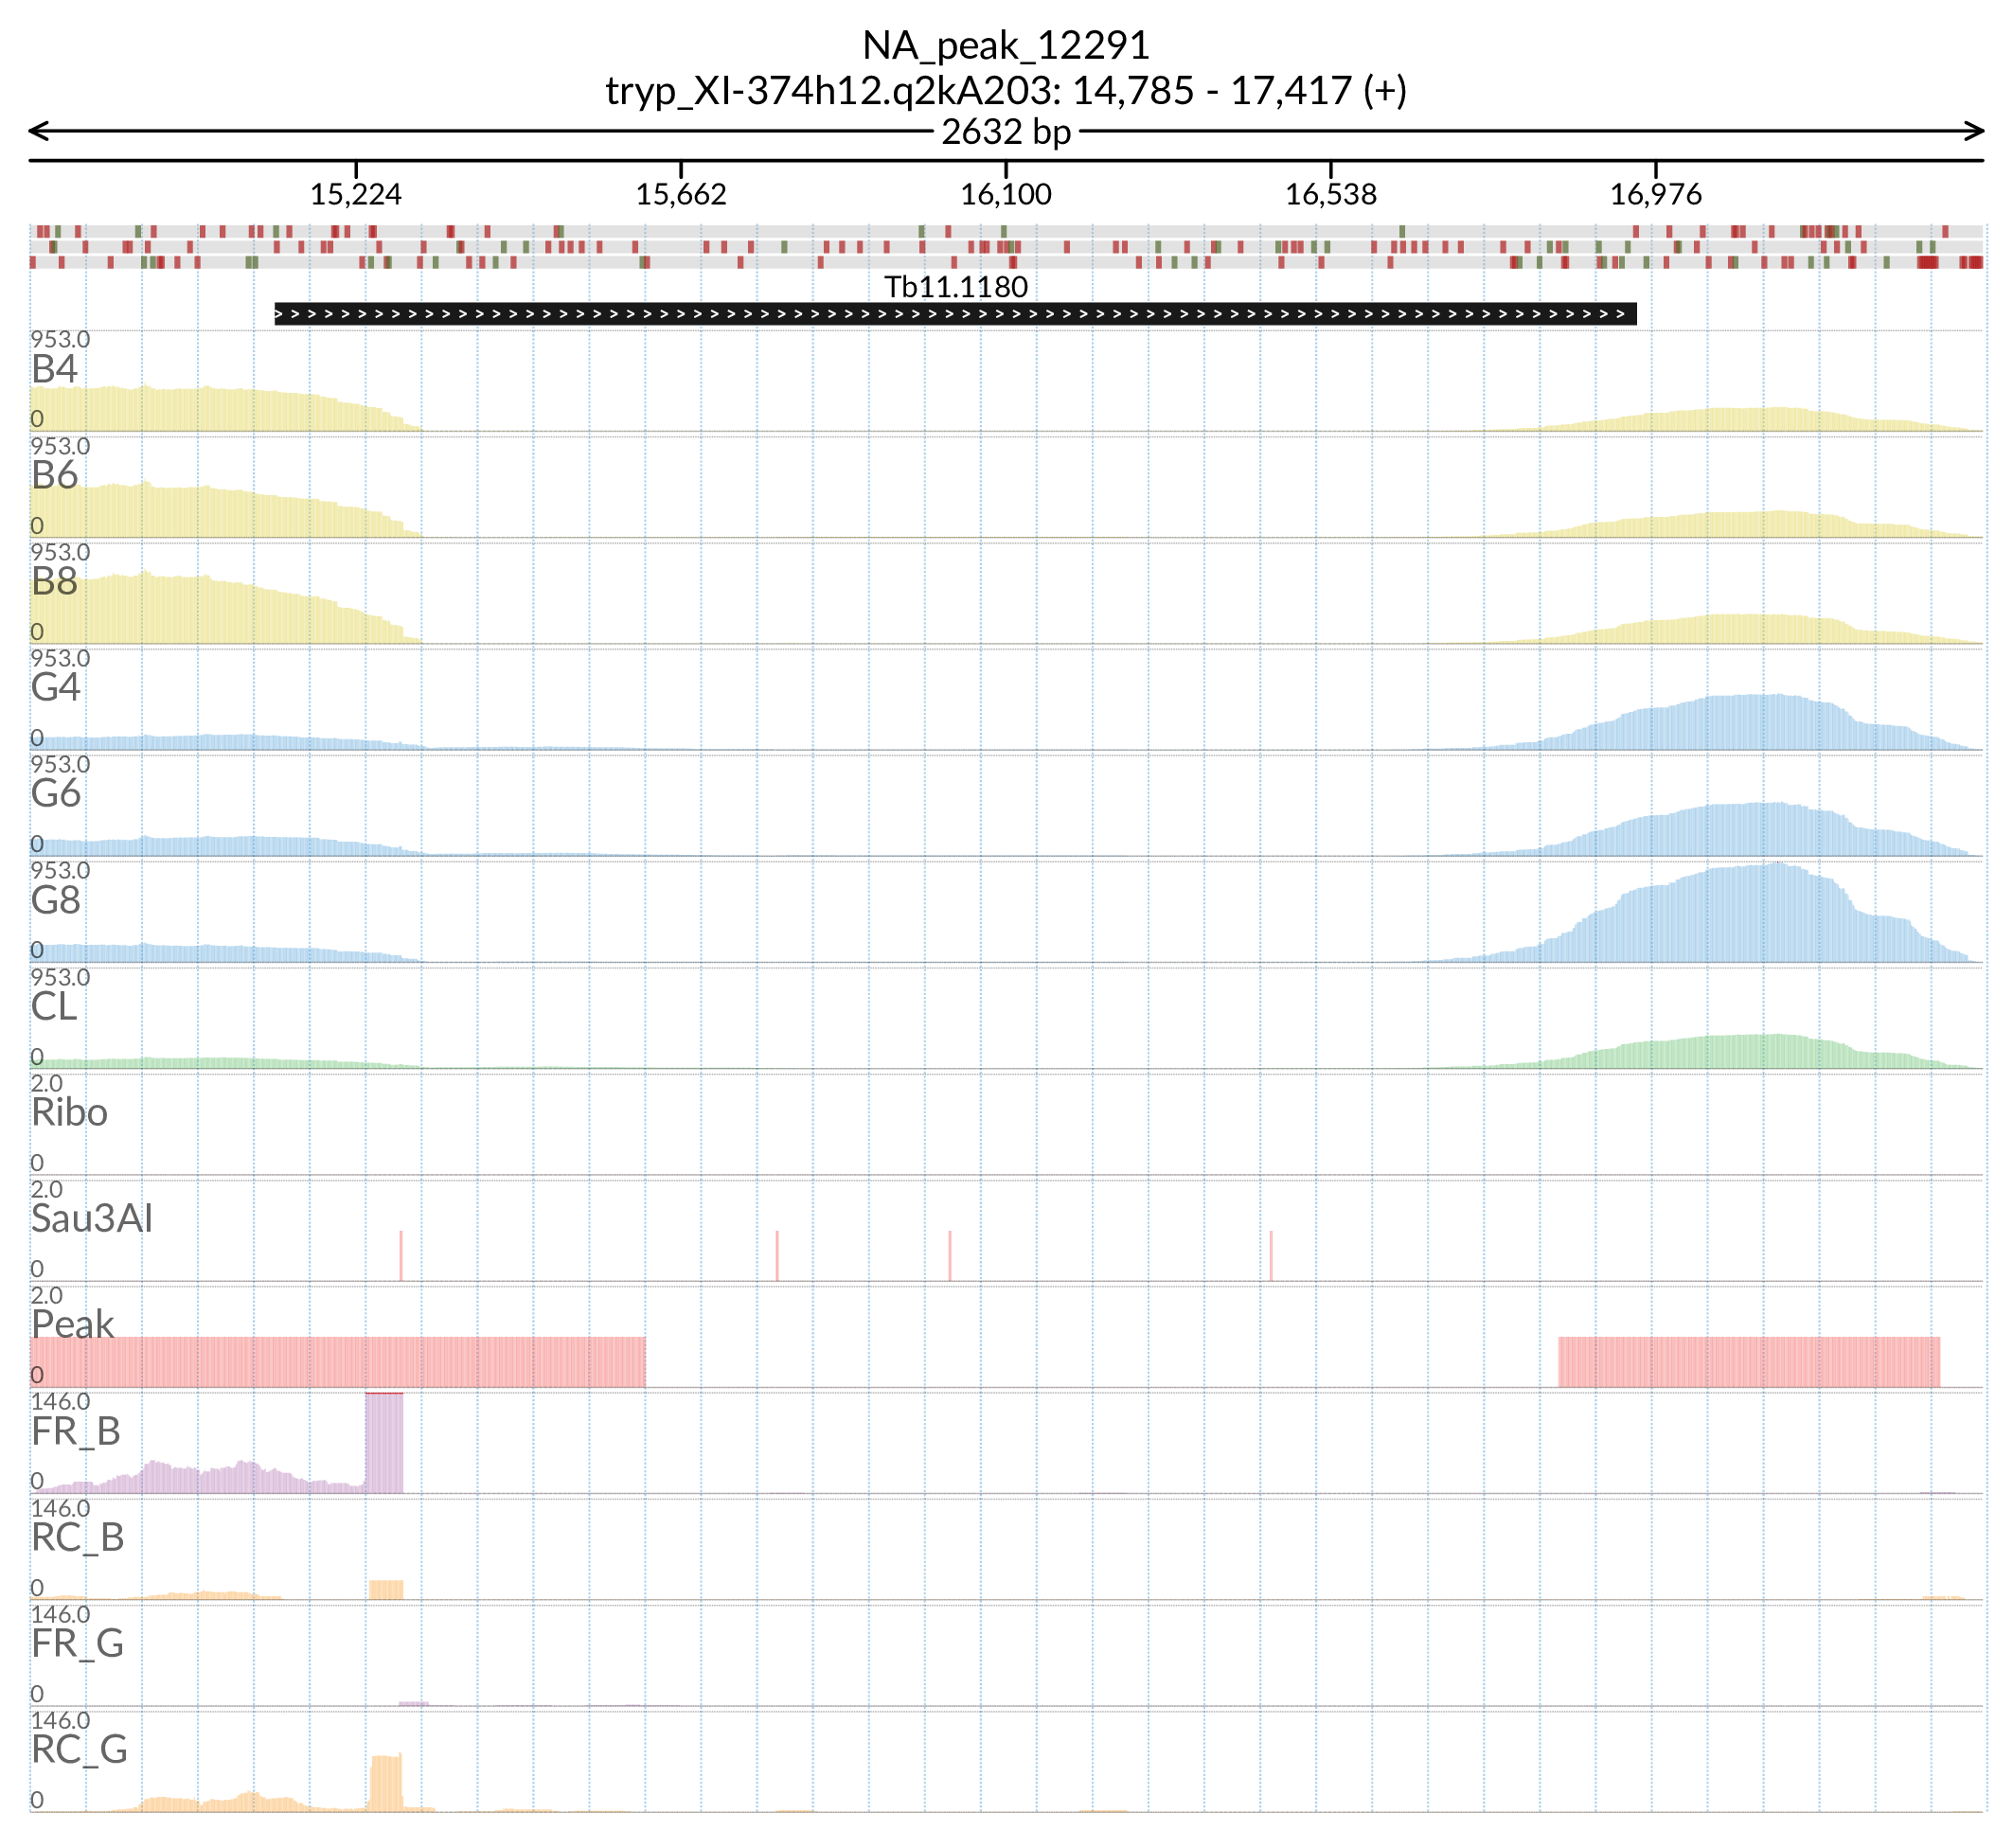 NA_peak_12291
tryp_XI-374h12.q2kA203: 14,785 - 17,417 (+)
2632 bp
15,224 15,662 16,100 16,538 16,976
Tb11.1180
953.0
B4
0
953.0
B6
0
953.0
B8
0
953.0
G4
0
953.0
G6
0
953.0
G8
0
953.0
CL
0
2.0
Ribo
0
2.0
Sau3AI
0
2.0
Peak
0
146.0
FR_B
0
146.0
RC_B
0
146.0
FR_G
0
146.0
RC_G
0